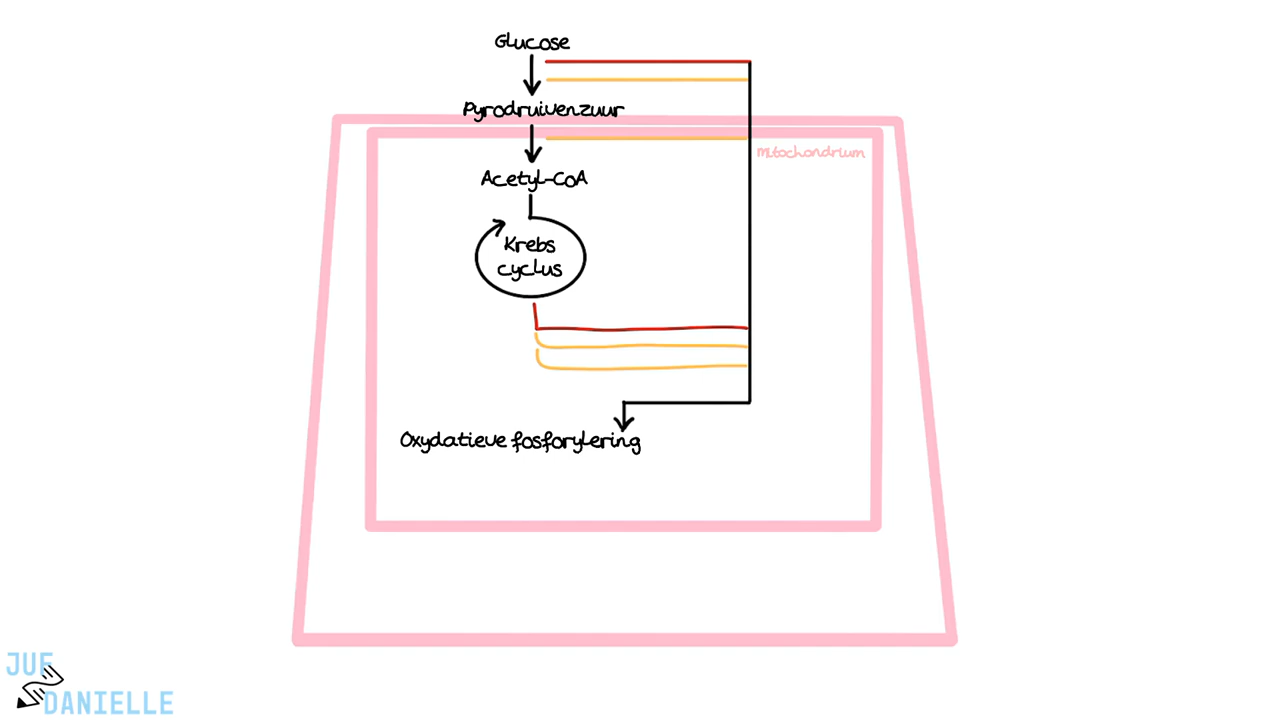 Glucose
Pyrodruivenzuur
Mitochondrium
Acetyl-CoA
Krebs
cyclus
Oxydatieve fosforylering
JUF
DANIELLE